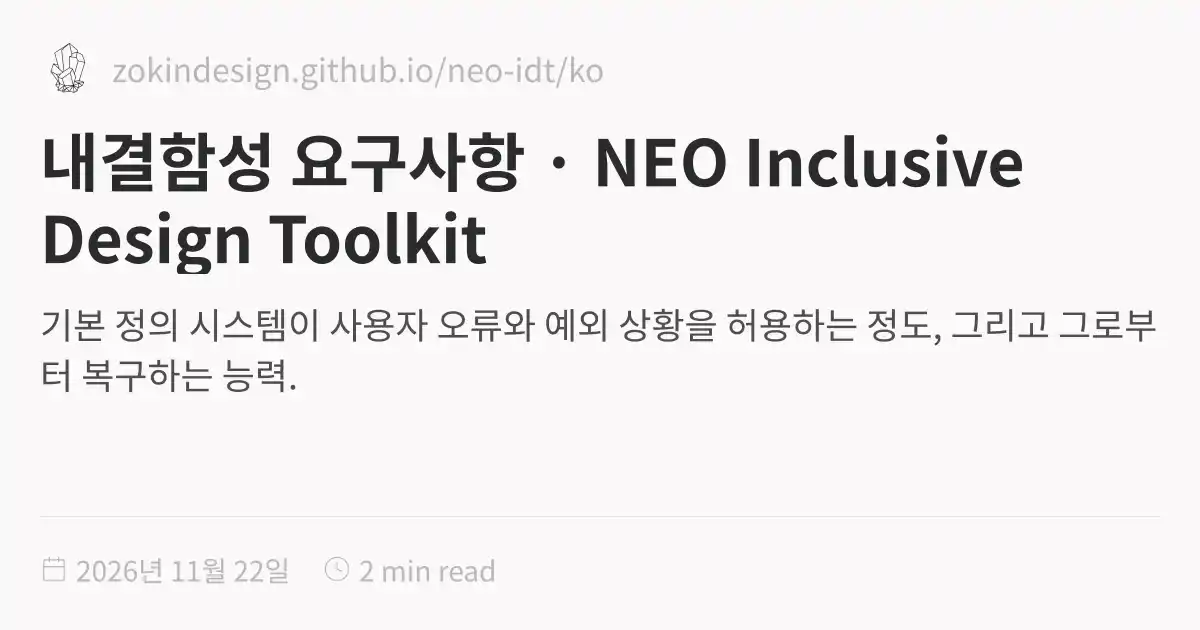 zokindesign.github.io/neo-idt/ko
내결함성 요구사항 · NEO Inclusive
Design Toolkit
기본 정의 시스템이 사용자 오류와 예외 상황을 허용하는 정도, 그리고 그로부
터 복구하는 능력.
2026년 11월 22일
2 min read